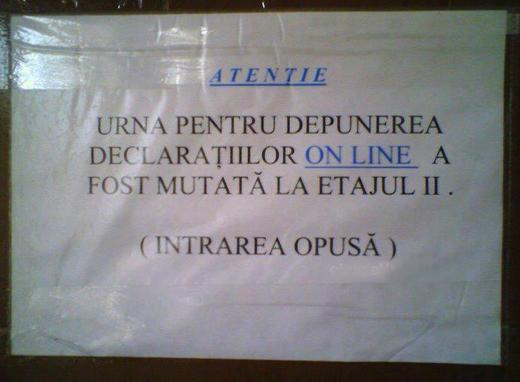 ATENȚIE
URNA PENTRU DEPUNEREA
DECLARAȚIILOR ON LINE A
FOST MUTATĂ LA ETAJUL II .
( INTRAREA OPUSĂ )